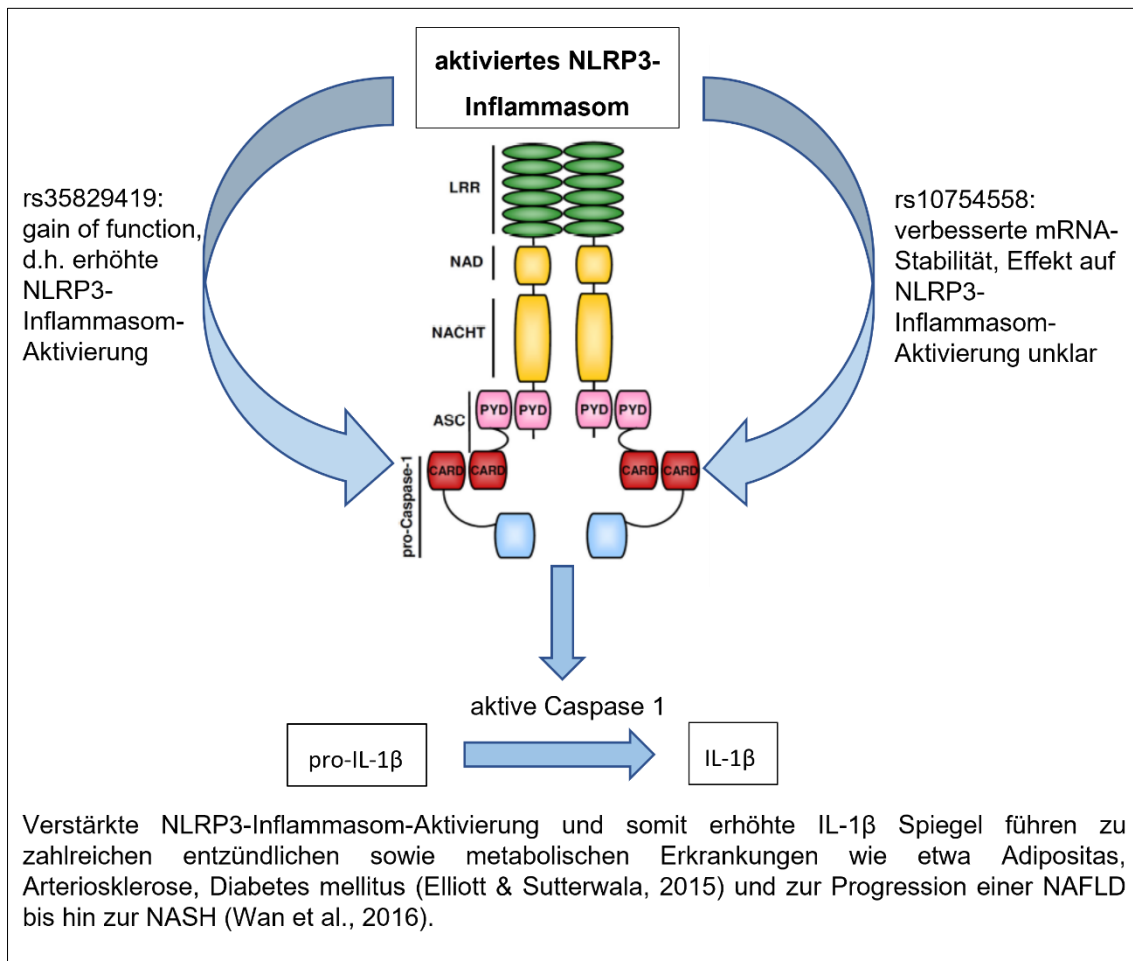 aktiviertes NLRP3-
Inflammasom
rs35829419:
gain of function,
d.h. erhöhte
NLRP3-
Inflammasom-
Aktivierung
LRR
NAD
NACHT
ASC
pro-Caspase-1
PYD PYD PYD PYD
CARD CARD CARD CARD
rs10754558:
verbesserte mRNA-
Stabilität, Effekt auf
NLRP3-
Inflammasom-
Aktivierung unklar
aktive Caspase 1
pro-IL-1β
IL-1β
Verstärkte NLRP3-Inflammasom-Aktivierung und somit erhöhte IL-1β Spiegel führen zu
zahlreichen entzündlichen sowie metabolischen Erkrankungen wie etwa Adipositas,
Arteriosklerose, Diabetes mellitus (Elliott & Sutterwala, 2015) und zur Progression einer NAFLD
bis hin zur NASH (Wan et al., 2016).